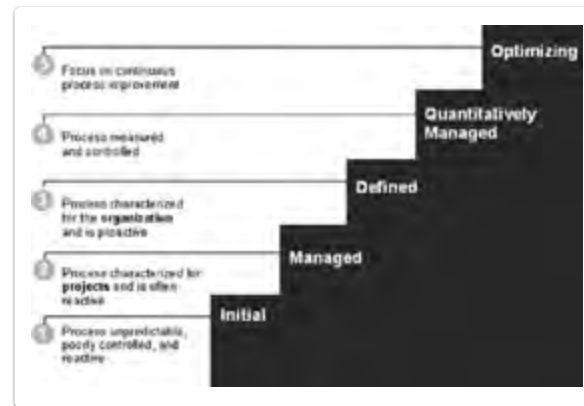 5
Optimizing
Focus on continuous
process improvement
Quantitatively
Managed
4
Process measured
and controlled
3
Defined
Process characterized
for the organization
and is proactive
2
Managed
Process characterized for
projects and is often
reactive
1
Initial
Process unpredictable,
poorly controlled, and
reactive